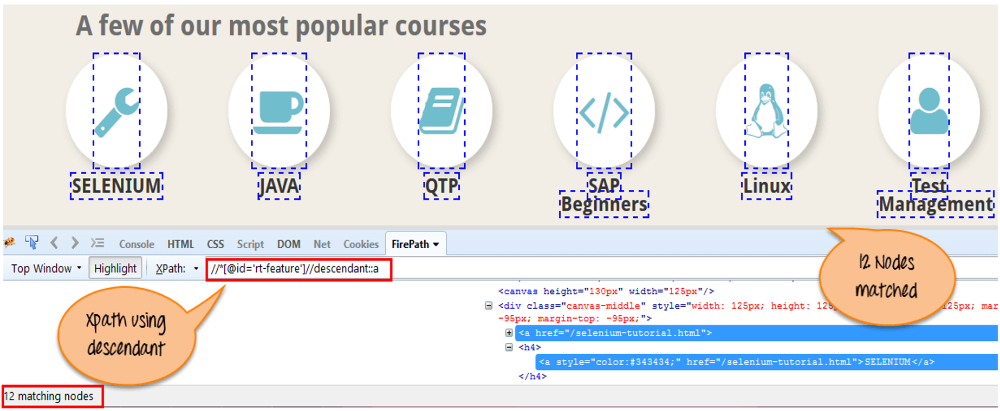 A few of our most popular courses
SELENIUM
JAVA
QTP
SAP
Beginners
Linux
Test
Management
Console HTML CSS Script DOM Net Cookies FirePath
Top Window Highlight XPath: //*[@id='rt-feature']//descendant::a
12 Nodes
matched
Xpath using
descendant
<canvas height="130px" width="125px"/>
<div class="canvas-middle" style="width: 125px; height: 125 125px; mar
-95px; margin-top: -95px;">
<a href="/selenium-tutorial.html">
<h4>
<a style="color:#343434;" href="/selenium-tutorial.html">SELENIUM</a>
</h4>
12 matching nodes